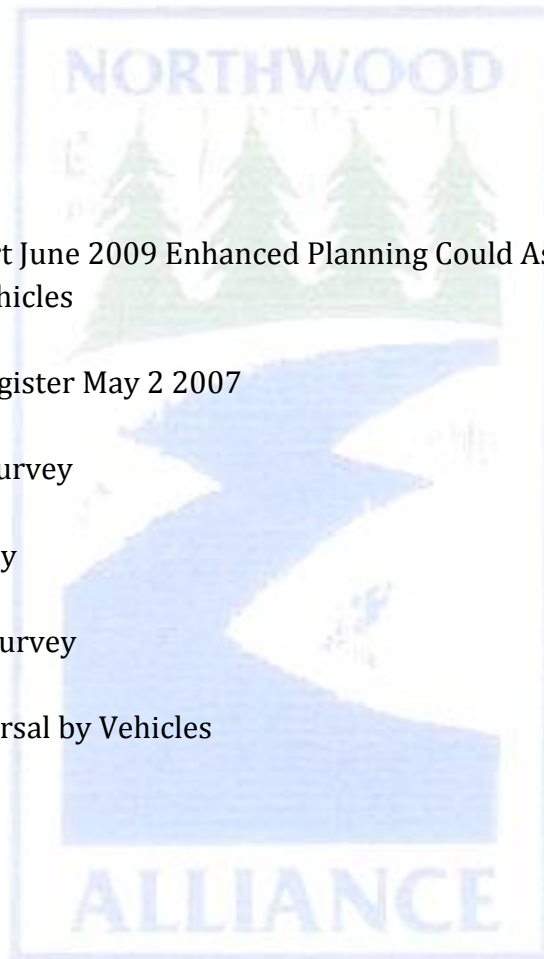 NORTHWOOD
t June 2009 Enhanced Planning Could As
hicles
gister May 2 2007
urvey
y
urvey
rsal by Vehicles
ALLIANCE